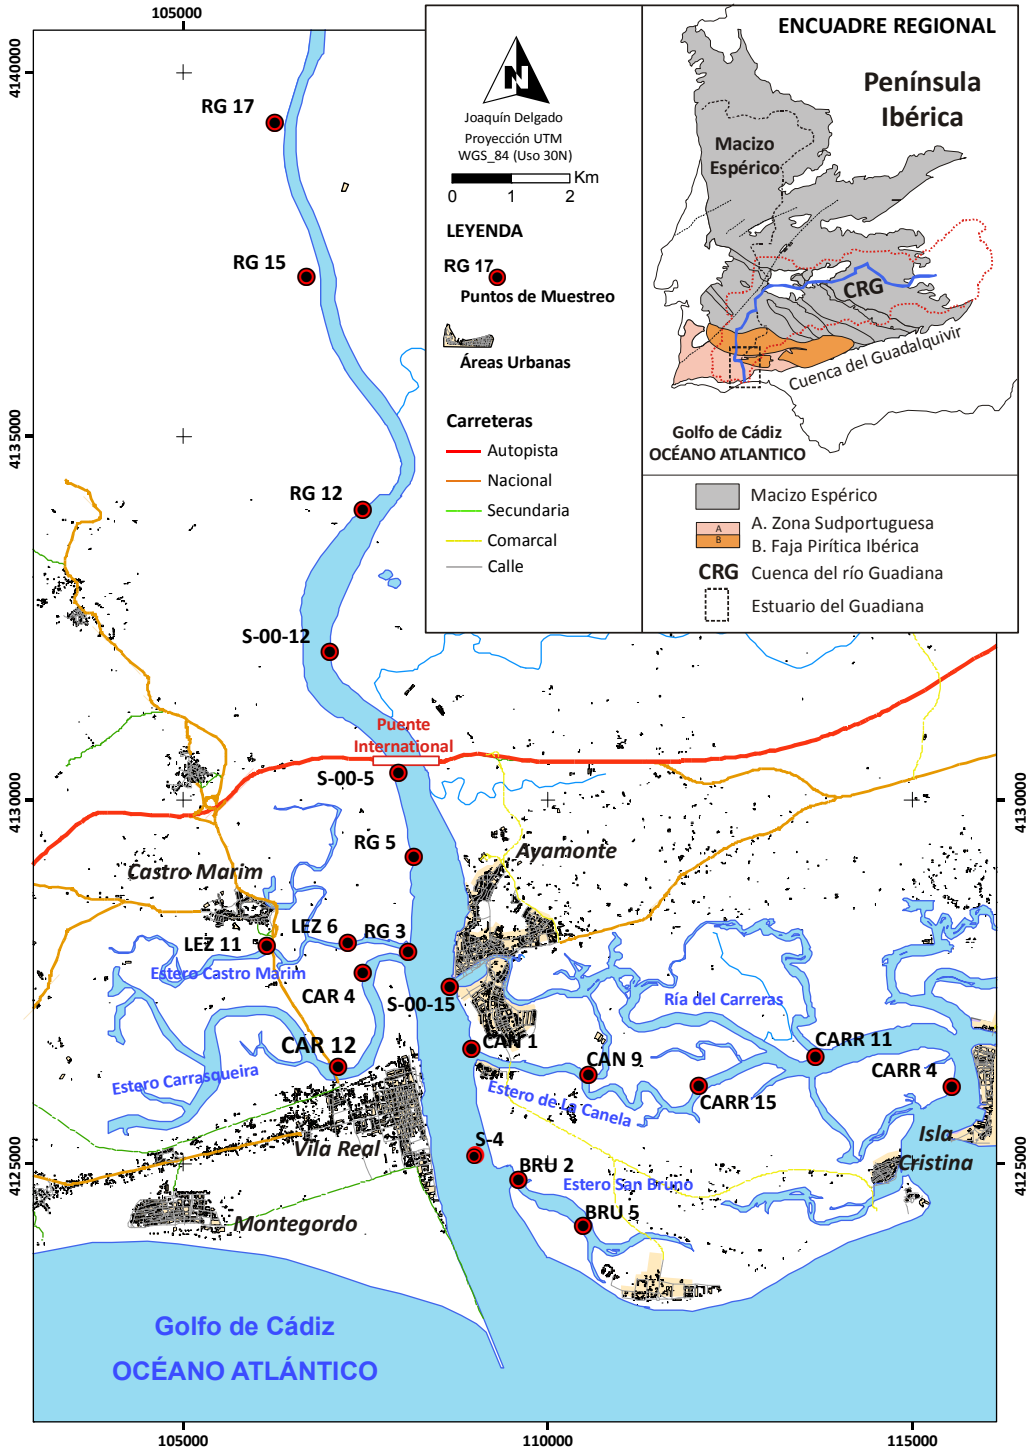 105000
4140000
4135000
4130000
4125000
RG 17
RG 15
RG 12
S-00-12
Puente
International
S-00-5
RG 5
Ayamonte
Castro Marim
LEZ 6
RG 3
LEZ 11
Estero Castro Marim
CAR 4
S-00-15
Ría del Carreras
CAR 12
CAN 1
CAN 9
CARR 11
CARR 4
Estero Carrasqueira
Estero de La Canela
CARR 15
Vila Real
S-4
Isla
Cristina
BRU 2
Estero San Bruno
BRU 5
Montegordo
Golfo de Cádiz
OCÉANO ATLÁNTICO
4130000
4125000
105000
110000
115000
N
Joaquín Delgado
Proyección UTM
WGS_84 (Uso 30N)
Km
0 1 2
LEYENDA
RG 17
Puntos de Muestreo
Áreas Urbanas
Carreteras
Autopista
Nacional
Secundaria
Comarcal
Calle
ENCUADRE REGIONAL
Península
Ibérica
Macizo
Espérico
CRG
Cuenca del Guadalquivir
Golfo de Cádiz
OCÉANO ATLANTICO
Macizo Espérico
A
A. Zona Sudportuguesa
B
B. Faja Pirítica Ibérica
CRG Cuenca del río Guadiana
Estuario del Guadiana